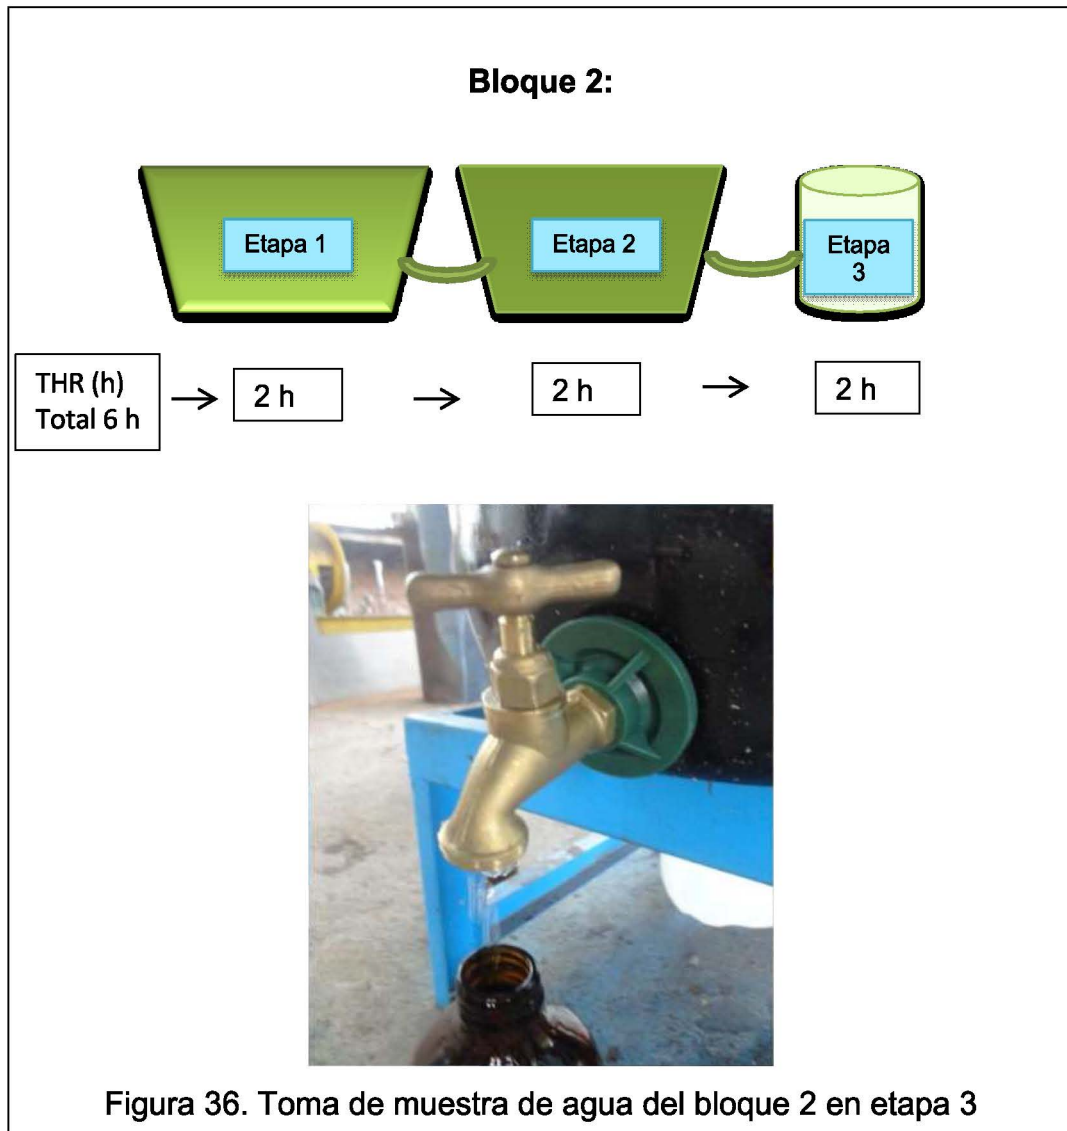 Bloque 2:
Etapa 1
Etapa 2
Etapa
3
THR (h)
Total 6 h
2 h
2 h
2 h
Figura 36. Toma de muestra de agua del bloque 2 en etapa 3